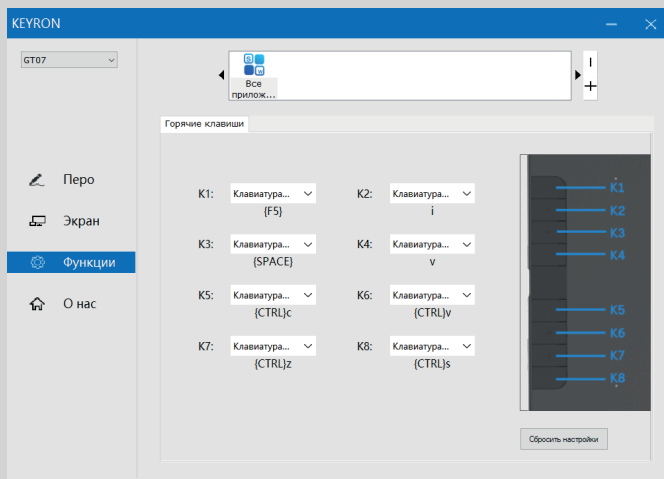 KEYRON
GT07
Все
прилож...
Горячие клавиши
Перо
Экран
Функции
О нас
K1: Клавиатура... K2: Клавиатура...
{F5} i
K3: Клавиатура... K4: Клавиатура...
{SPACE} v
K5: Клавиатура... K6: Клавиатура...
{CTRL}c {CTRL}v
K7: Клавиатура... K8: Клавиатура...
{CTRL}z {CTRL}s
K1
K2
K3
K4
K5
K6
K7
K8
Сбросить настройки